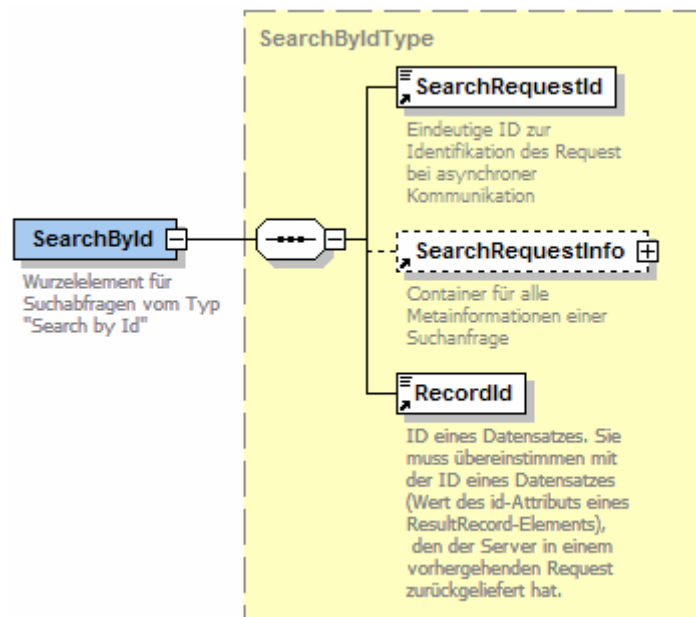 SearchByIdType
SearchRequestId
Eindeutige ID zur
Identifikation des Request
bei asynchroner
Kommunikation
SearchById
Wurzelelement für
Suchabfragen vom Typ
"Search by Id"
SearchRequestInfo
Container für alle
Metainformationen einer
Suchanfrage
RecordId
ID eines Datensatzes. Sie
muss übereinstimmen mit
der ID eines Datensatzes
(Wert des id-Attributs eines
ResultRecord-Elements),
den der Server in einem
vorhergehenden Request
zurückgeliefert hat.